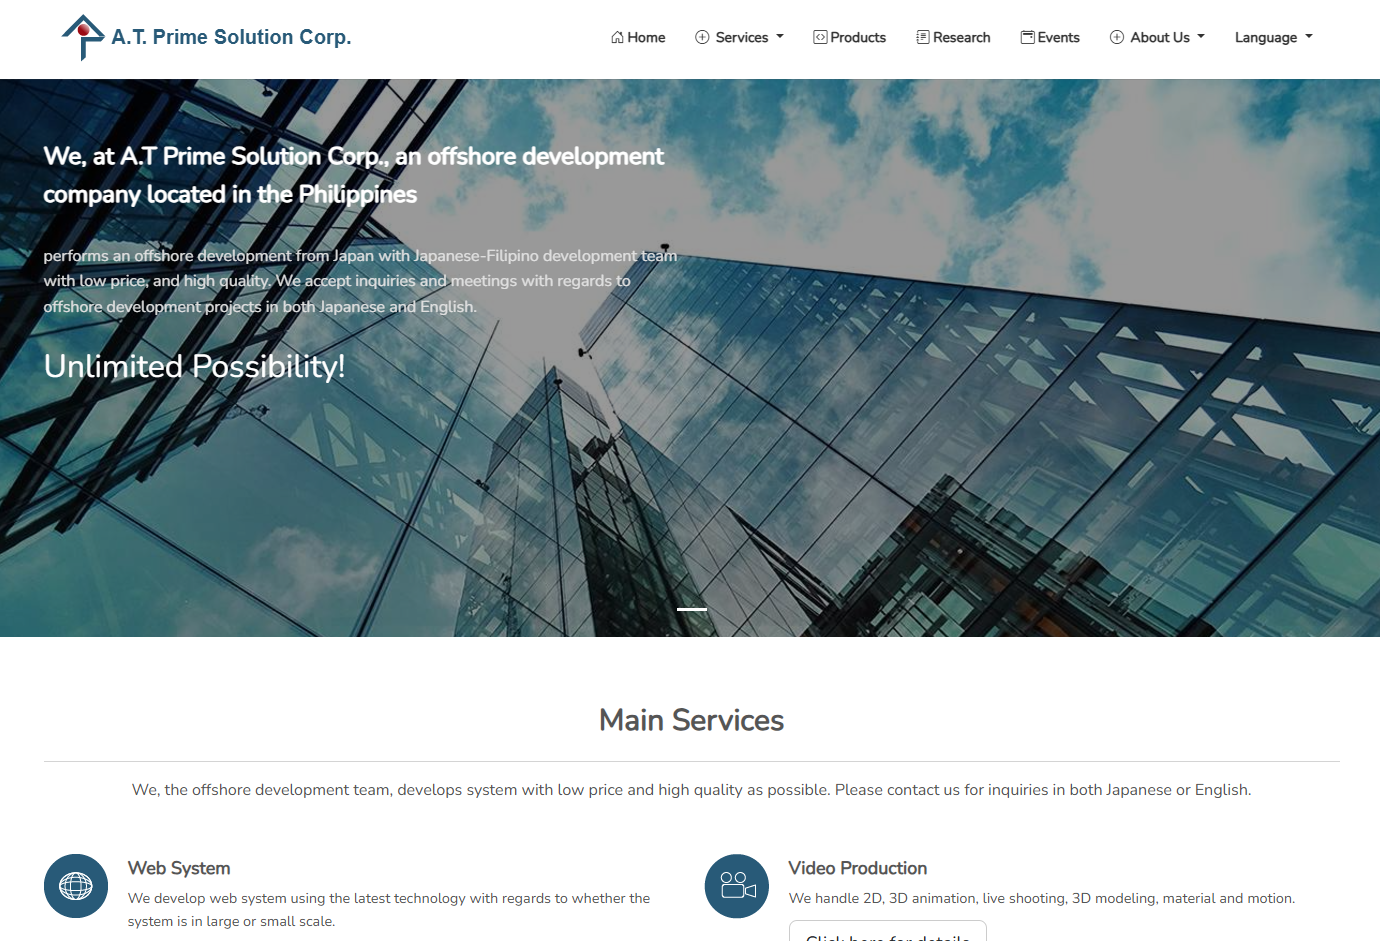 A.T. Prime Solution Corp.
Home
Services
Products
Research
Events
About Us
Language
We, at A.T Prime Solution Corp., an offshore development
company located in the Philippines
performs an offshore development from Japan with Japanese-Filipino development team
with low price, and high quality. We accept inquiries and meetings with regards to
offshore development projects in both Japanese and English.
Unlimited Possibility!
Main Services
We, the offshore development team, develops system with low price and high quality as possible. Please contact us for inquiries in both Japanese or English.
Web System
We develop web system using the latest technology with regards to whether the
system is in large or small scale.
Video Production
We handle 2D, 3D animation, live shooting, 3D modeling, material and motion.
Click here for details